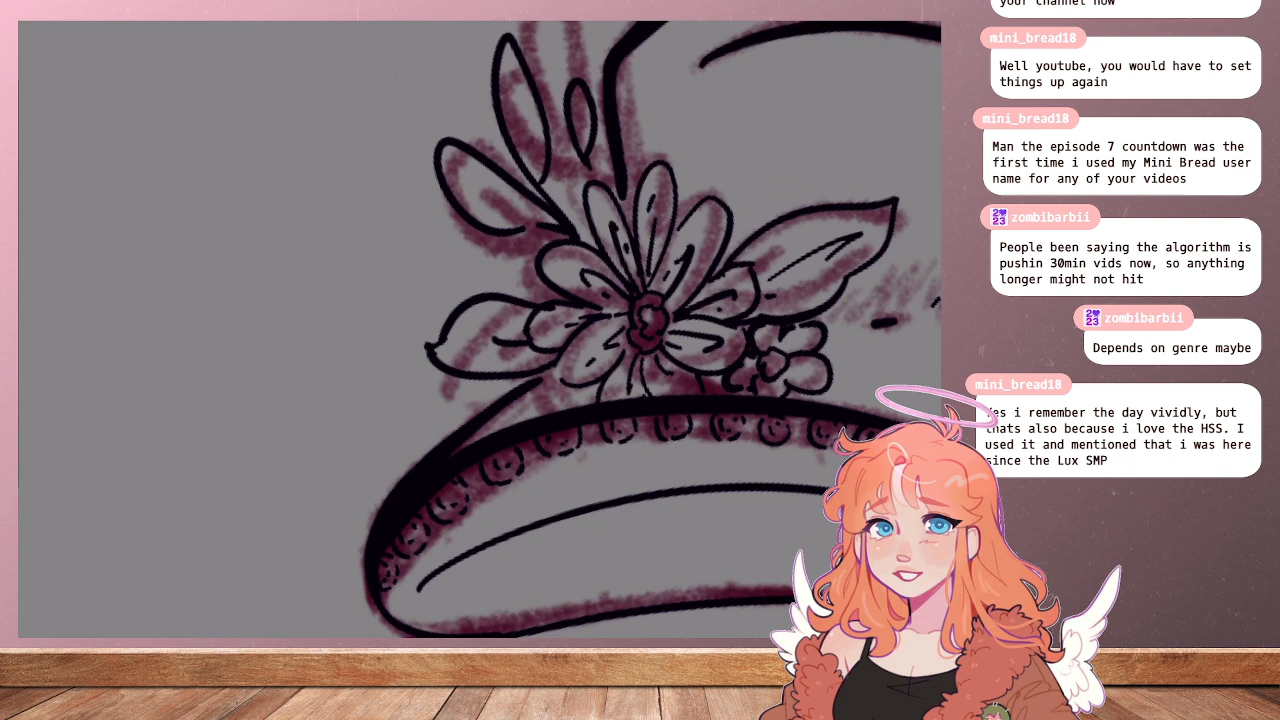 your channel now
mini_bread18
Well youtube, you would have to set
things up again
mini_bread18
Man the episode 7 countdown was the
first time i used my Mini Bread user
name for any of your videos
zombibarbii
People been saying the algorithm is
pushin 30min vids now, so anything
longer might not hit
zombibarbii
Depends on genre maybe
mini_bread18
es i remember the day vividly, but
thats also because i love the HSS. I
used it and mentioned that i was here
since the Lux SMP